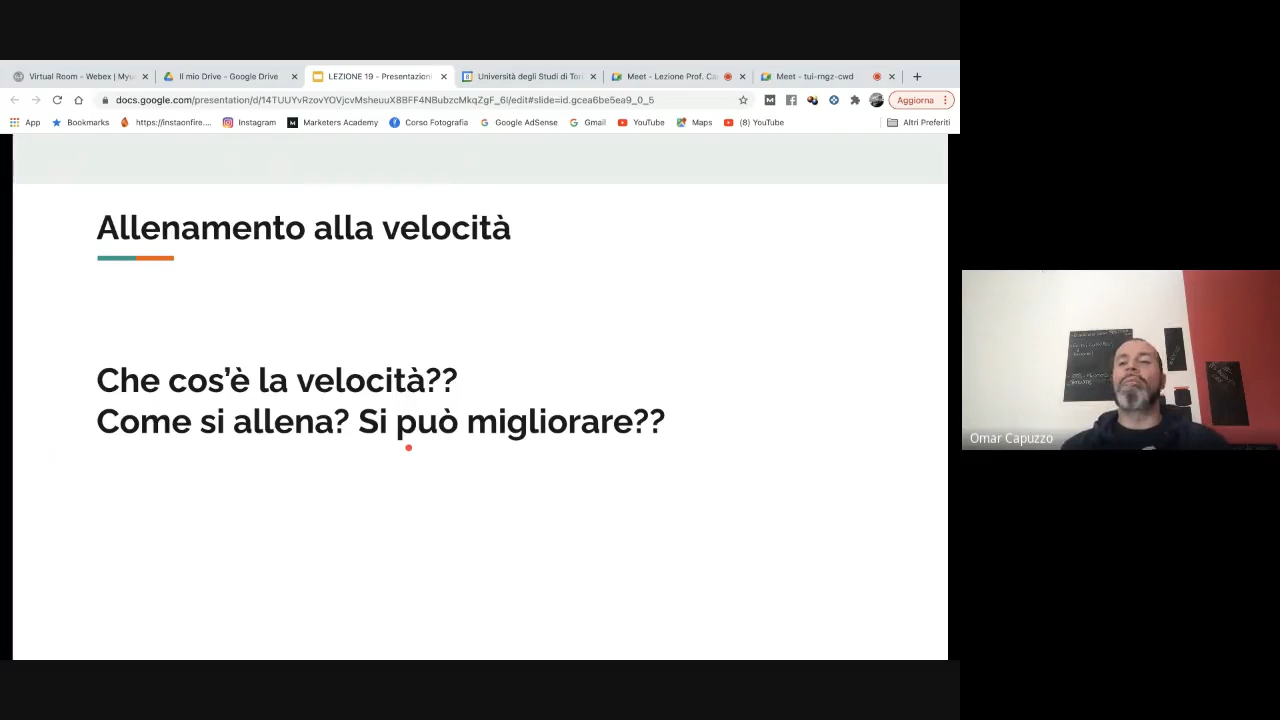 Virtual Room – Webex | Myu
Il mio Drive – Google Drive
LEZIONE 19 - Presentazioni
Università degli Studi di Tori
Meet - Lezione Prof. Ca
Meet - tui-rngz-cwd
docs.google.com/presentation/d/14TUUYvRzovYOVjcvMsheuuX8BFF4NBubzcMkqZgF_6I/edit#slide=id.gcea6be5ea9_0_5
Aggiorna
App
Bookmarks
https://instaonfire....
Instagram
Marketers Academy
Corso Fotografia
Google AdSense
Gmail
YouTube
Maps
(8) YouTube
Altri Preferiti
Allenamento alla velocità
Che cos'è la velocità??
Come si allena? Si può migliorare??
Omar Capuzzo